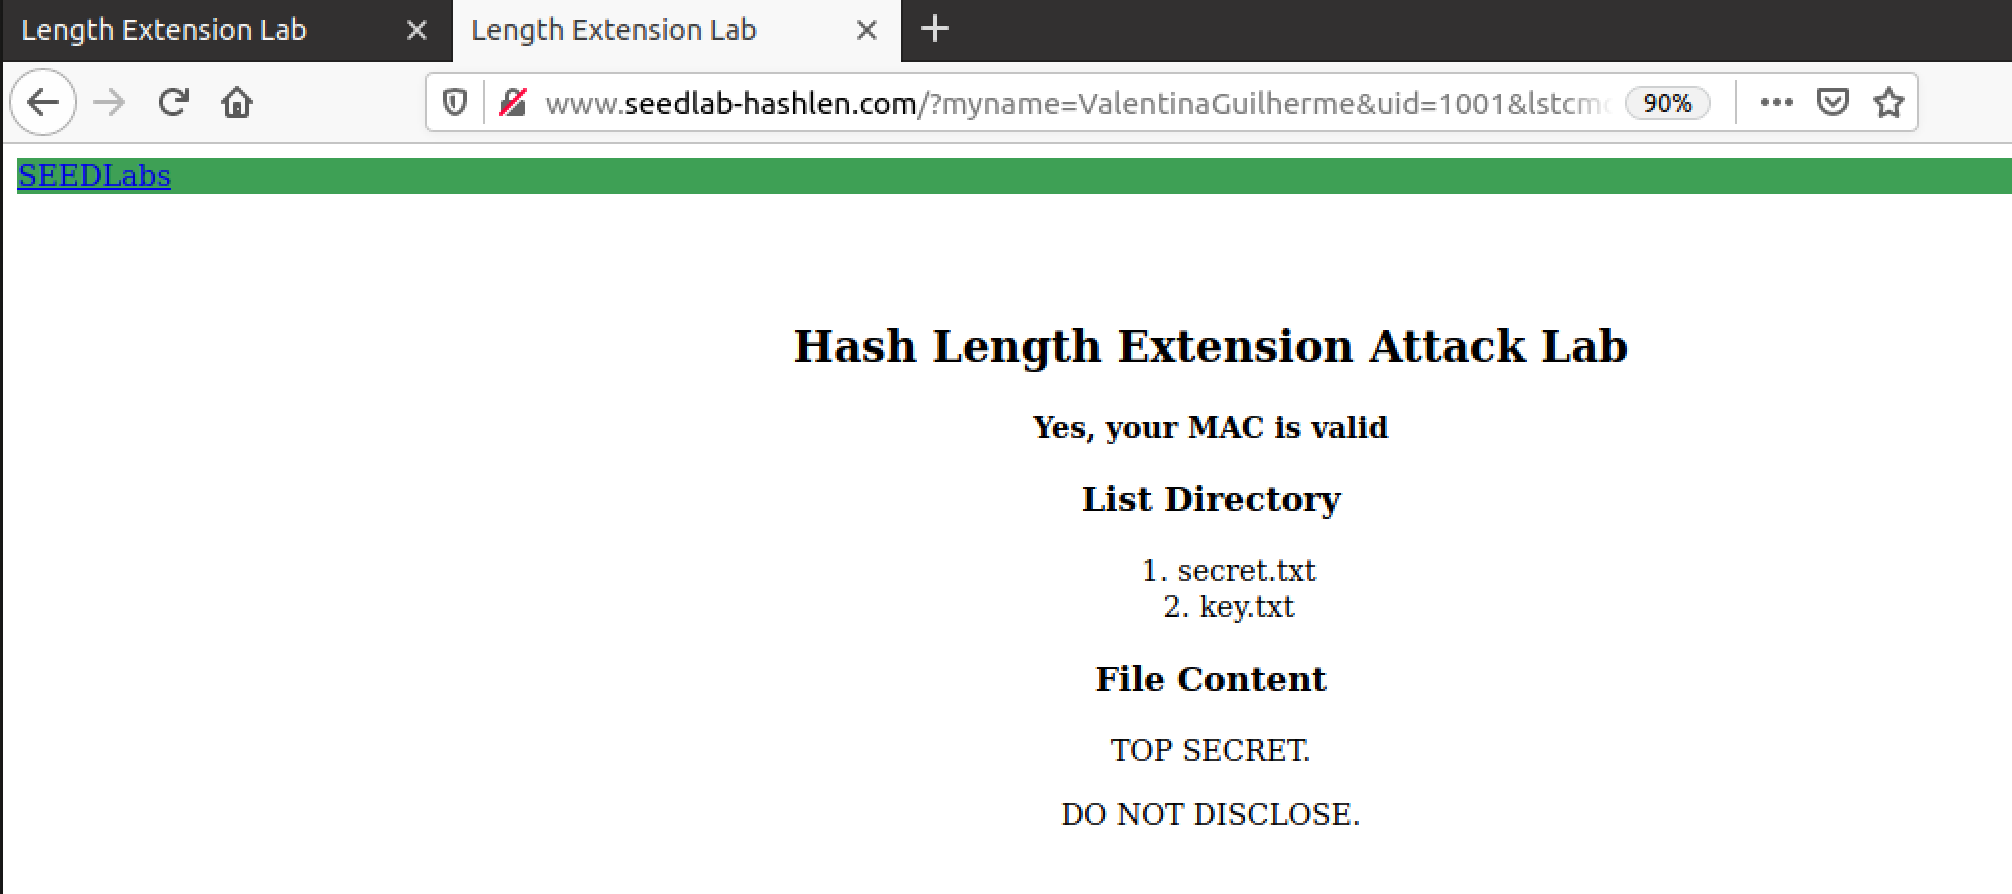 Length Extension Lab
Length Extension Lab
www.seedlab-hashlen.com/?myname=ValentinaGuilherme&uid=1001&lstcm 90%
SEEDLabs
Hash Length Extension Attack Lab
Yes, your MAC is valid
List Directory
1. secret.txt
2. key.txt
File Content
TOP SECRET.
DO NOT DISCLOSE.